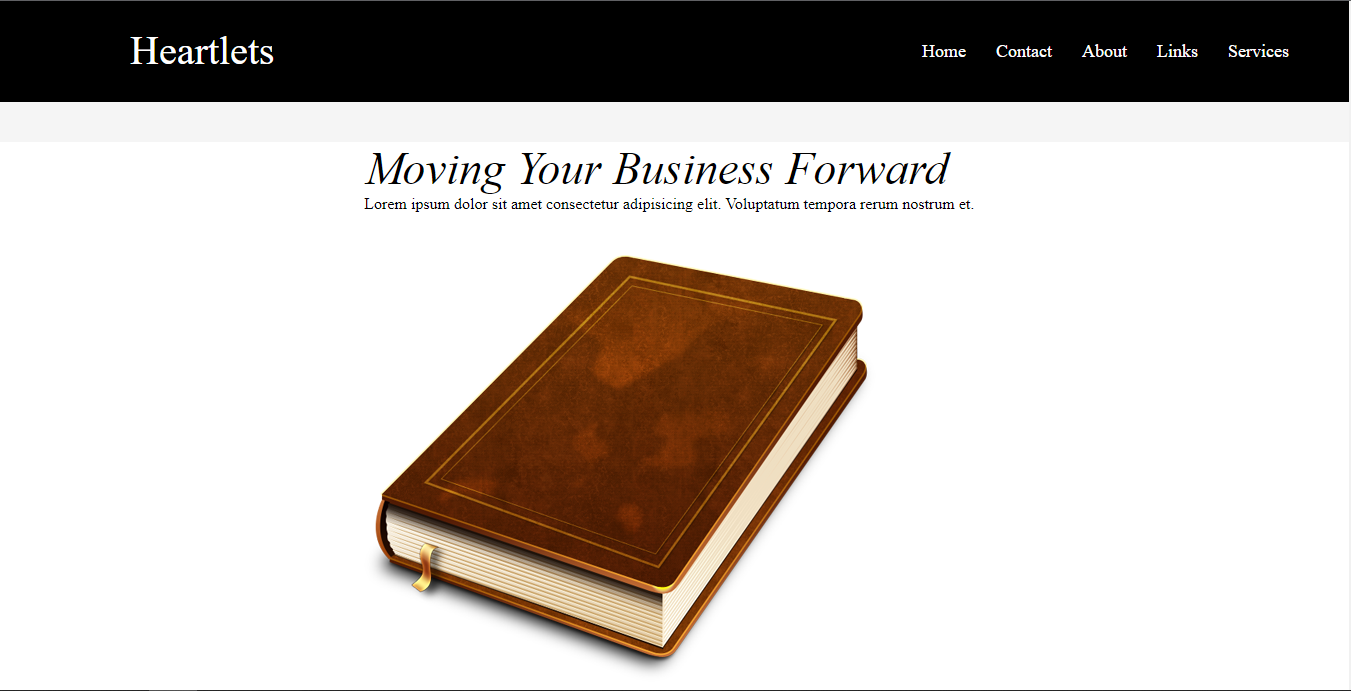 Heartlets
Home Contact About Links Services
Moving Your Business Forward
Lorem ipsum dolor sit amet consectetur adipisicing elit. Voluptatum tempora rerum nostrum et.